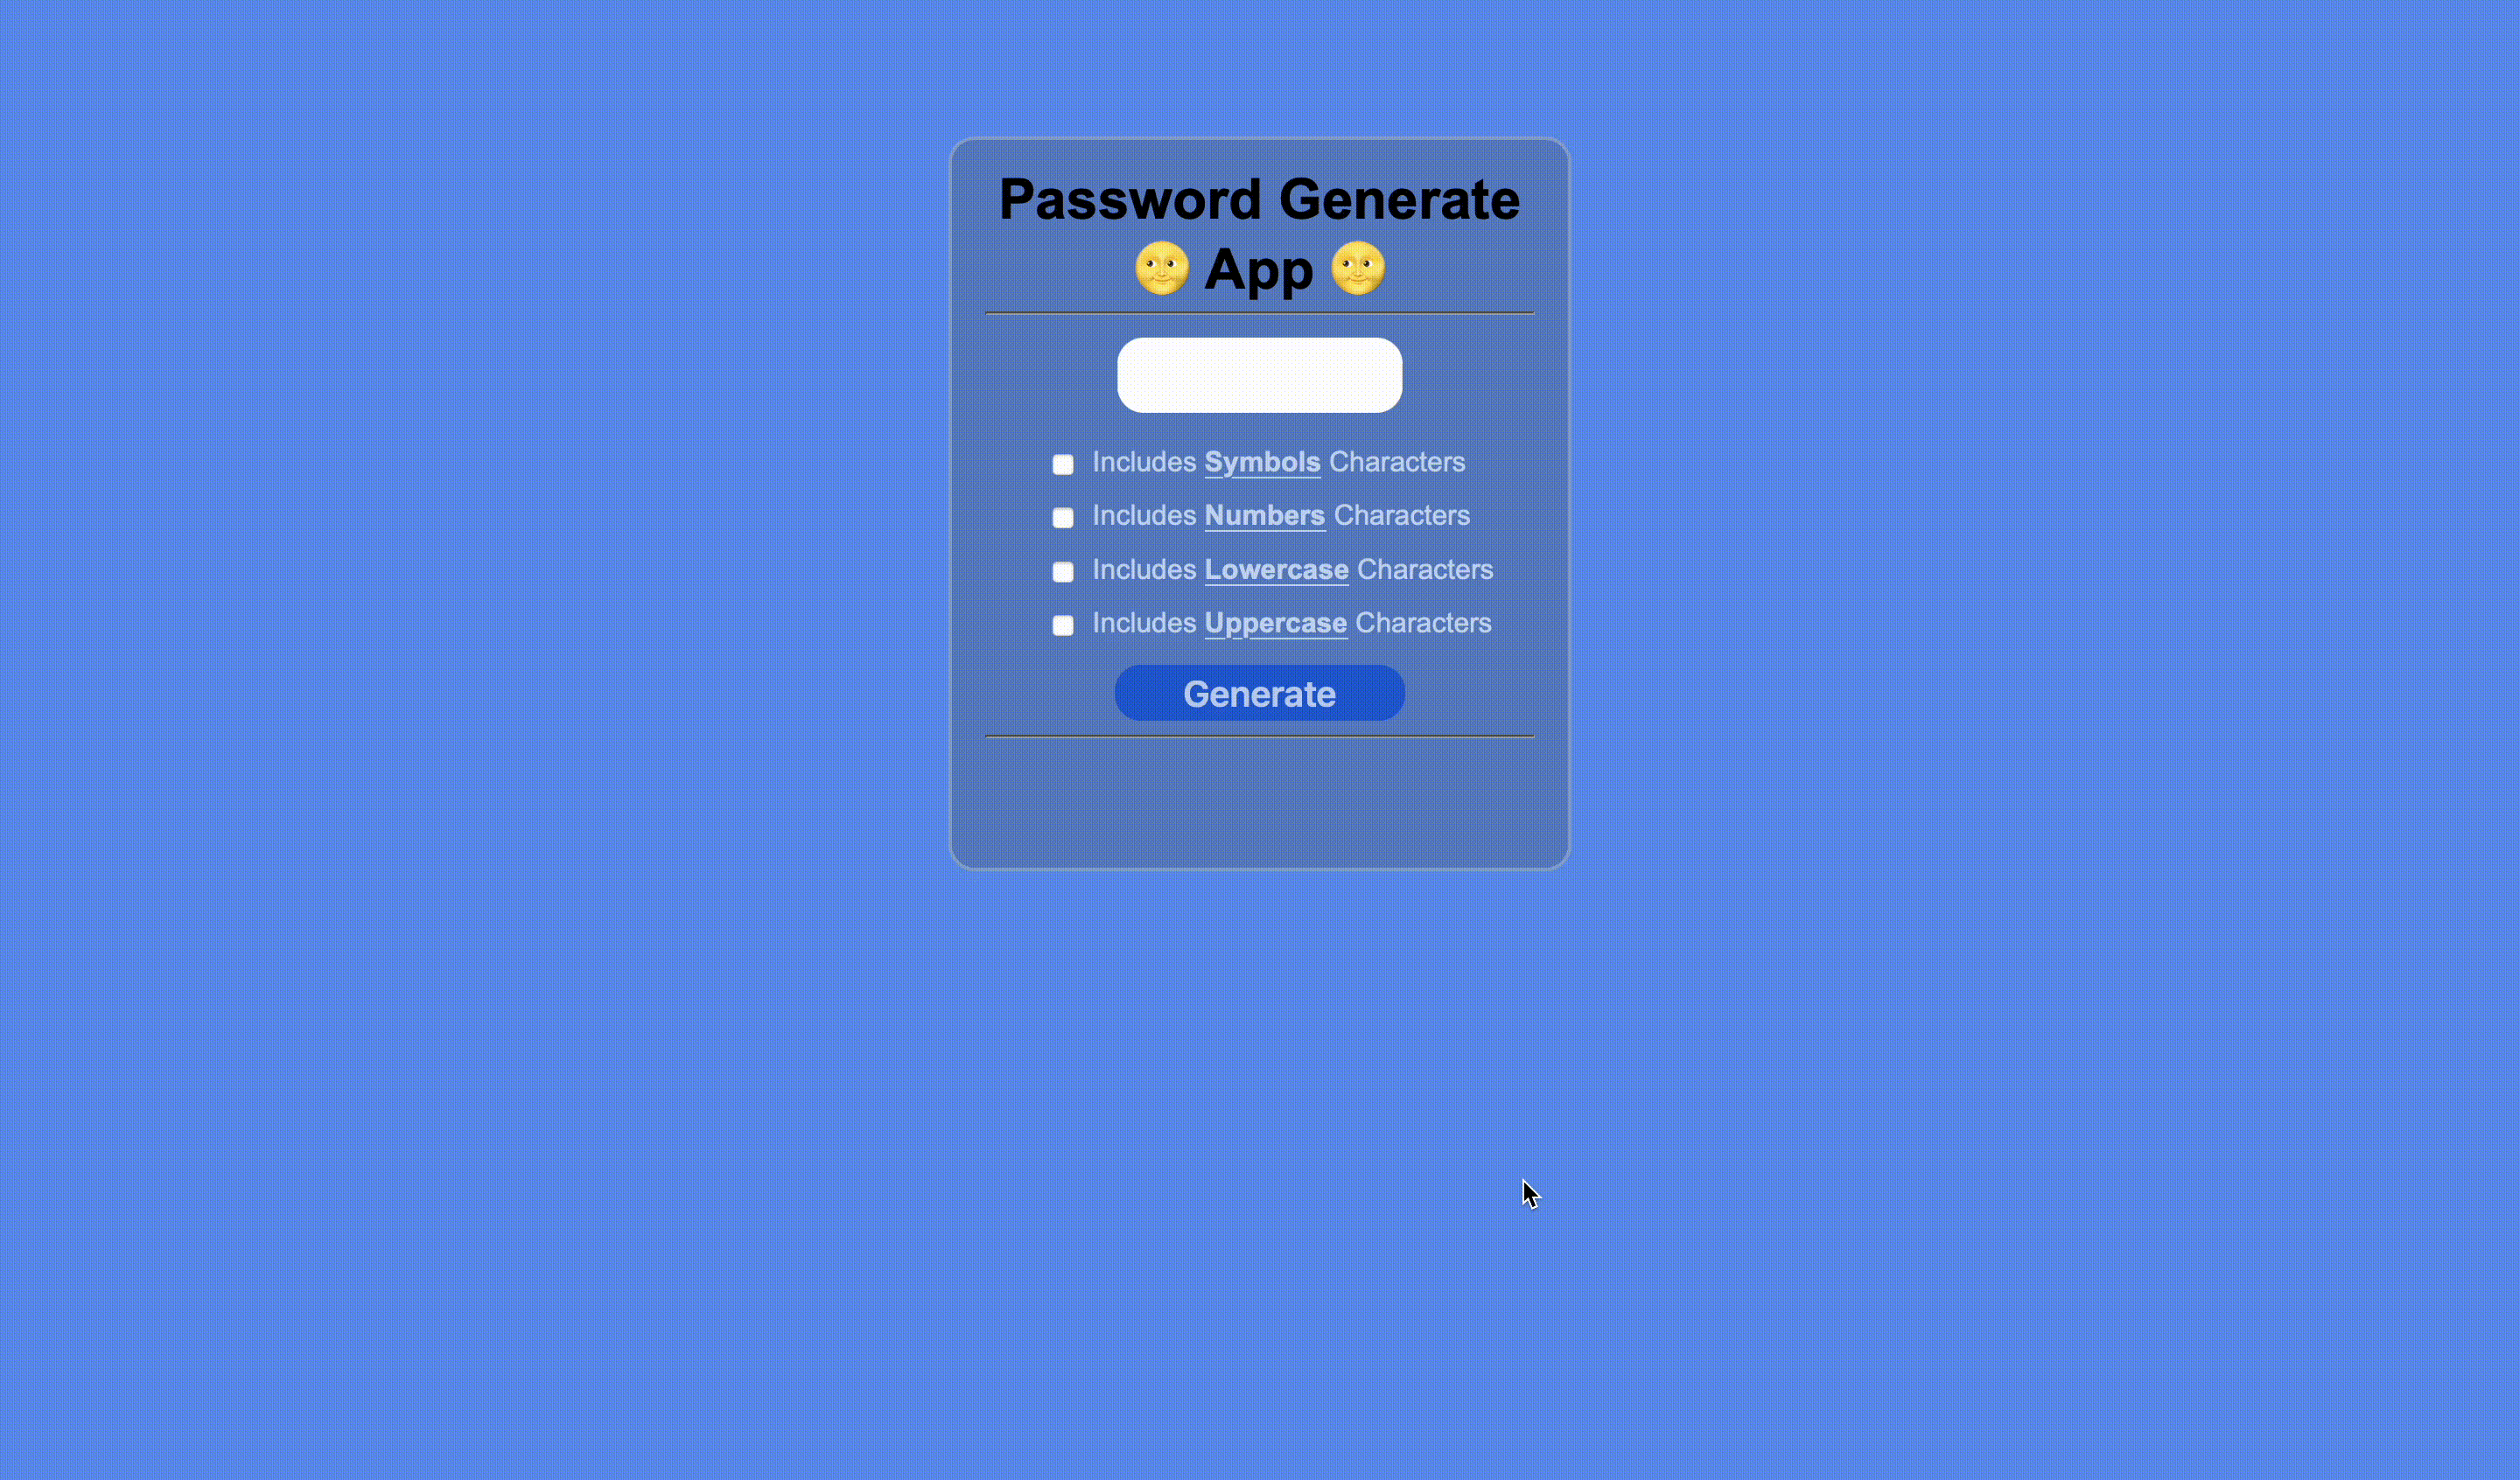 Password Generate
🌝 App 🌝
Includes Symbols Characters
Includes Numbers Characters
Includes Lowercase Characters
Includes Uppercase Characters
Generate